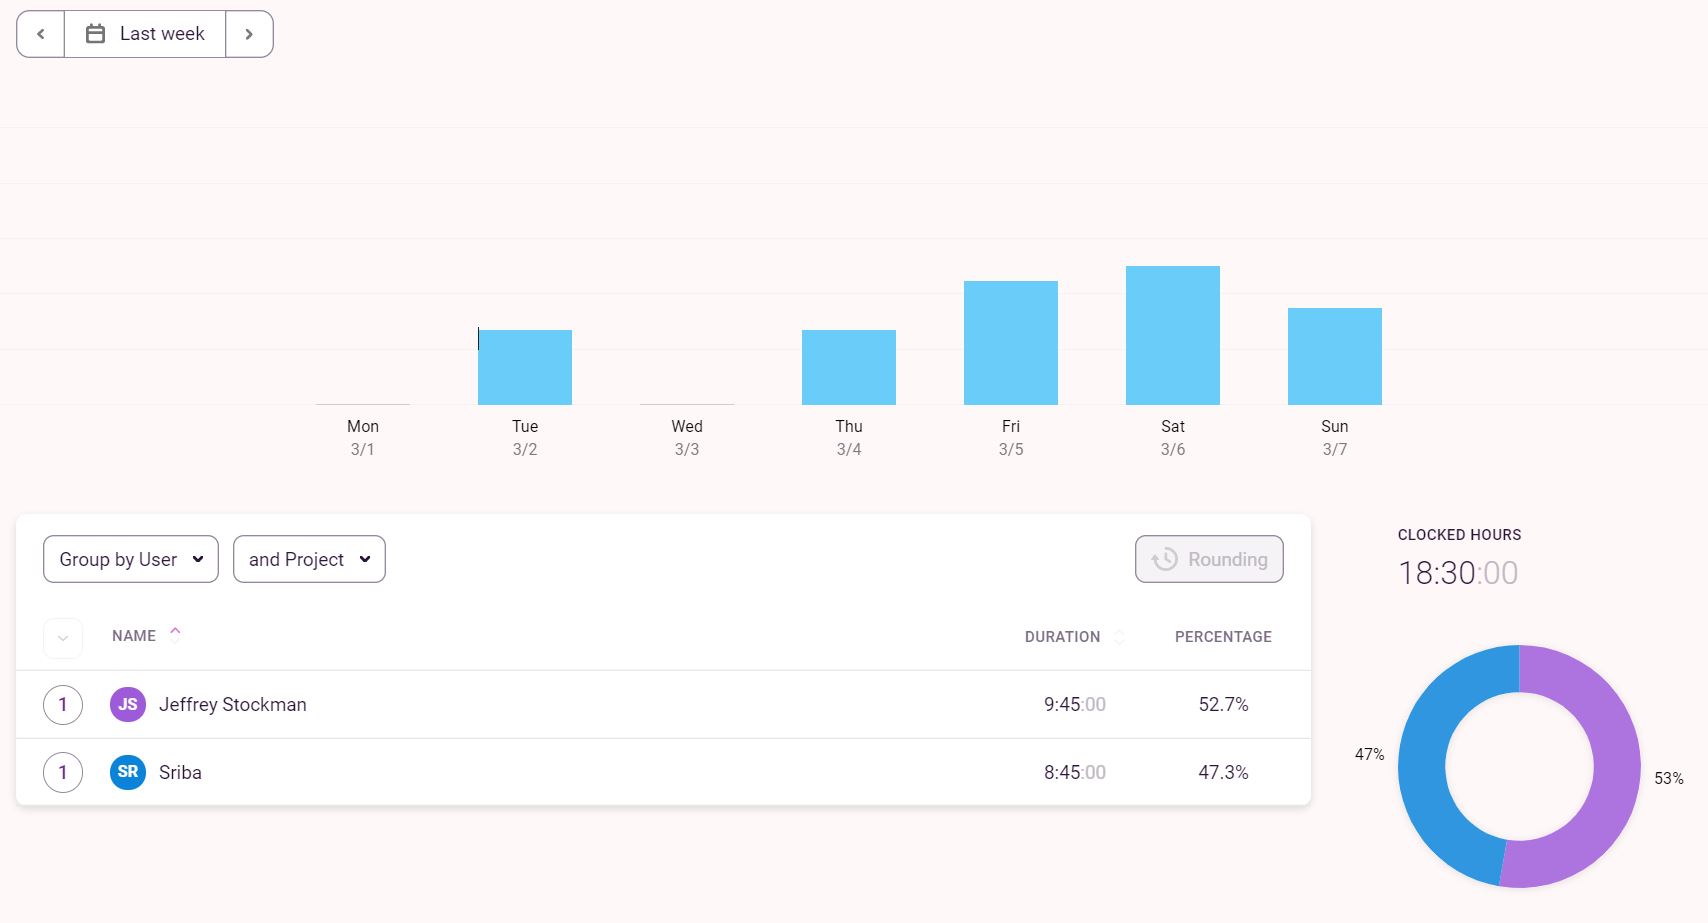 Last week
Mon Tue Wed Thu Fri Sat Sun
3/1 3/2 3/3 3/4 3/5 3/6 3/7
Group by User and Project Rounding
NAME DURATION PERCENTAGE
1 JS Jeffrey Stockman 9:45:00 52.7%
1 SR Sriba 8:45:00 47.3%
CLOCKED HOURS
18:30:00
47%
53%